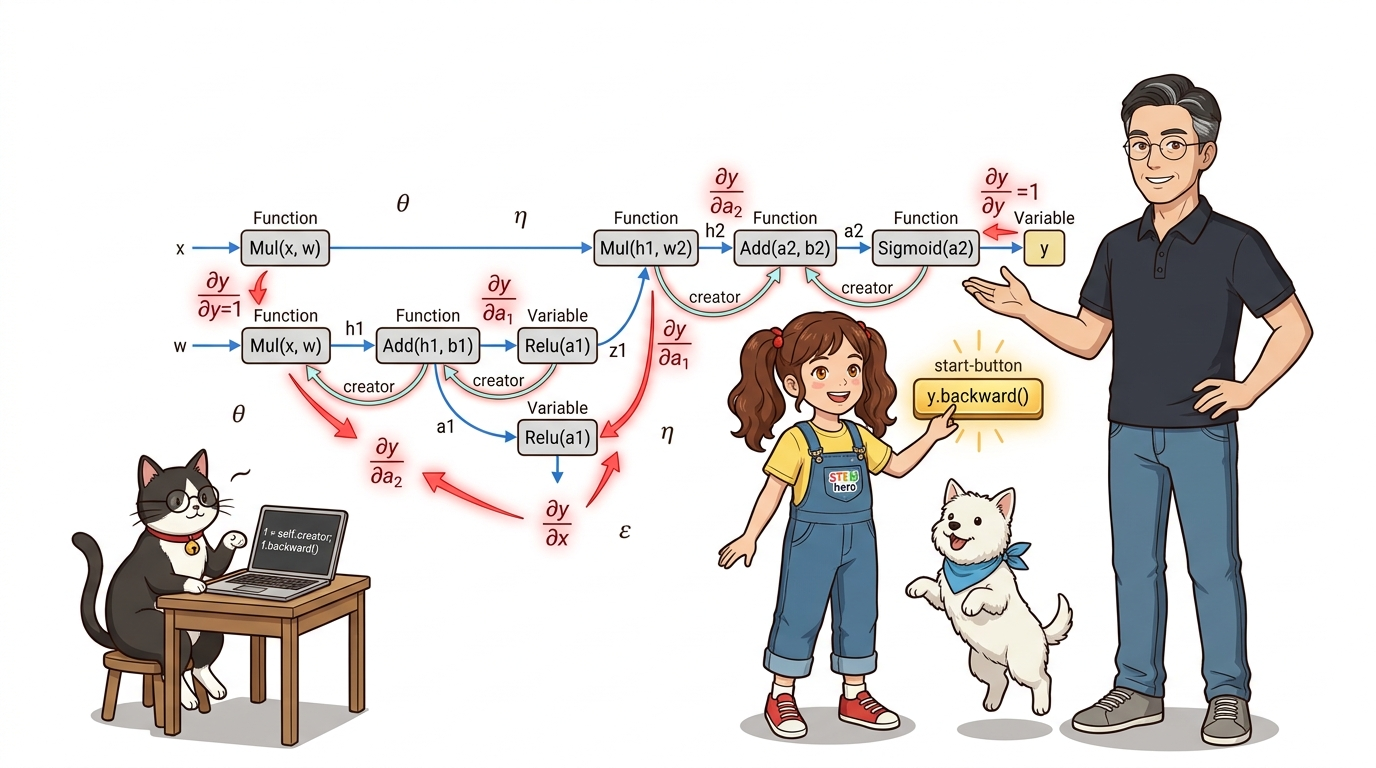 ∂y
∂a₂
∂y
∂y
=1
θ
η
Function
Function
Function
Function
Variable
x
Mul(x, w)
Mul(h1, w2)
h2
Add(a2, b2)
a2
Sigmoid(a2)
y
∂y
∂y=1
creator
creator
∂y
∂a₁
Function
Function
Variable
w
Mul(x, w)
h1
Add(h1, b1)
Relu(a1)
z1
∂y
∂a₁
creator
creator
start-button
y.backward()
θ
a1
Variable
Relu(a1)
η
∂y
∂a₂
∂y
∂x
ε
hero
self.creator;
1.backward()